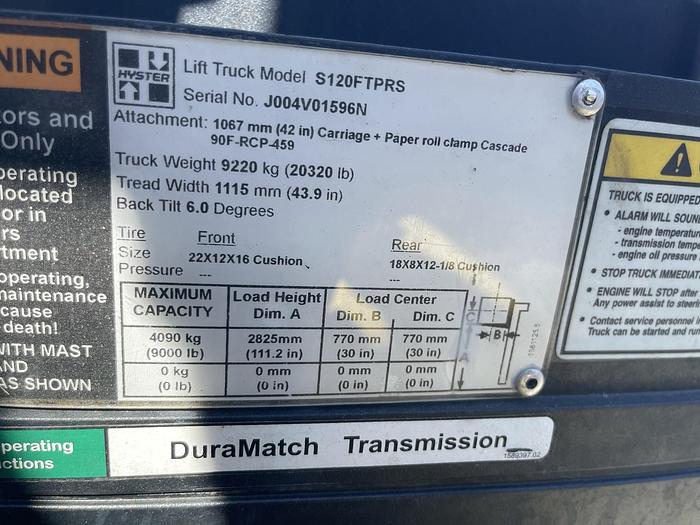 NING
tors and
Only
perating
located
or in
rs
rtment
operating,
maintenance
cause
death!
WITH MAST
AND
AS SHOWN
perating
ctions
HYSTER
Lift Truck Model S120FTPRS
Serial No. J004V01596N
Attachment: 1067 mm (42 in) Carriage + Paper roll clamp Cascade
90F-RCP-459
Truck Weight 9220 kg (20320 lb)
Tread Width 1115 mm (43.9 in)
Back Tilt 6.0 Degrees
Tire Front Rear
Size 22X12X16 Cushion 18X8X12-1/8 Cushion
Pressure --- ---
MAXIMUM CAPACITY Load Height Dim. A Load Center Dim. B Dim. C
4090 kg 2825mm 770 mm 770 mm
(9000 lb) (111.2 in) (30 in) (30 in)
0 kg 0 mm 0 mm 0 mm
(0 lb) (0 in) (0 in) (0 in)
C
B
A
DuraMatch Transmission
1589397.02
TRUCK IS EQUIPPED
• ALARM WILL SOUN
- engine temperatur
- transmission tempe
- engine oil pressure
• STOP TRUCK IMMEDIAT
• ENGINE WILL STOP after
Any power assist to steerin
• Contact service personnel i
Truck can be started and run